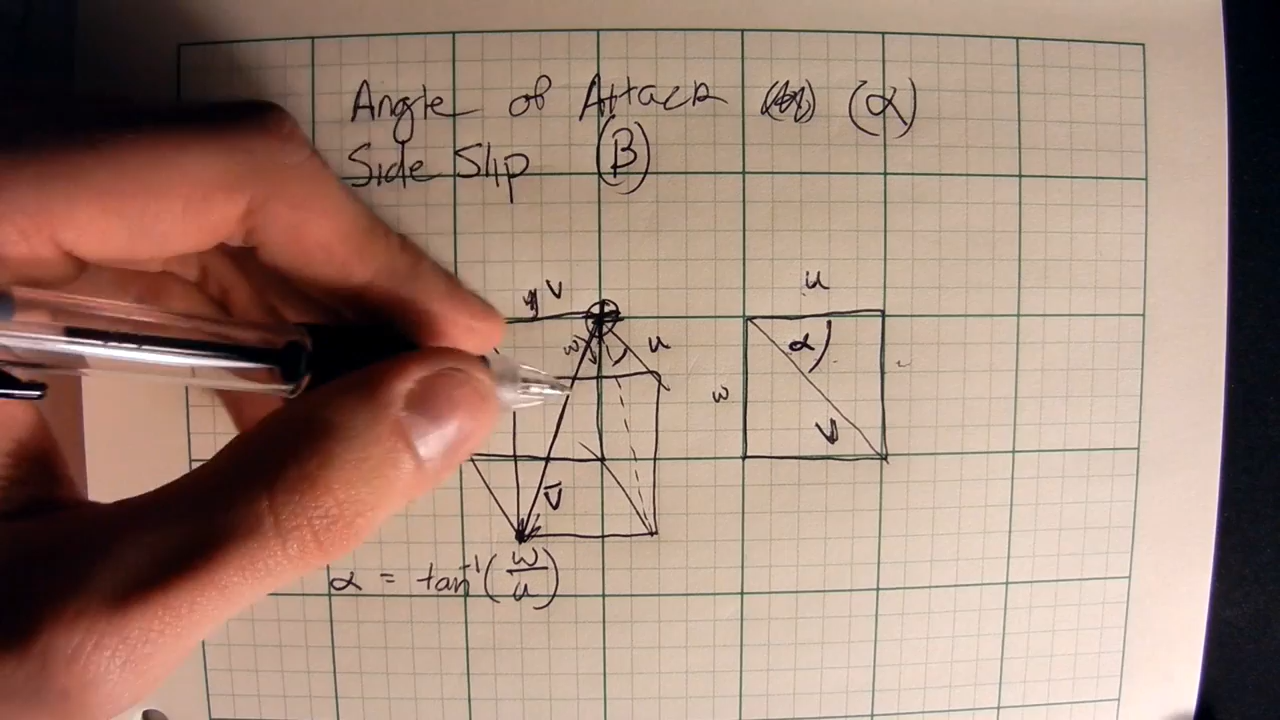 Angle of Attack (α)
Side Slip (B)
v
u
w
u
α
w
V
V̄
α = tan⁻¹(w/u)